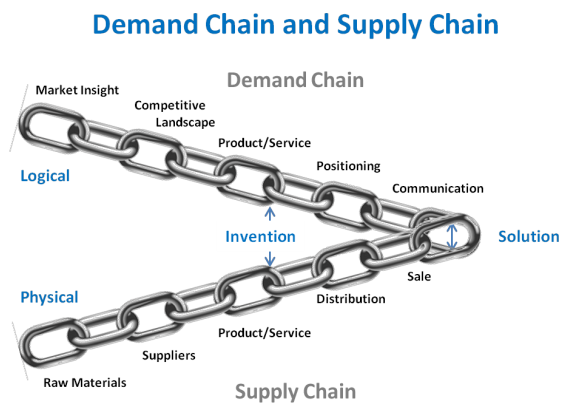 Demand Chain and Supply Chain
Demand Chain
Market Insight
Competitive
Landscape
Product/Service
Positioning
Communication
Logical
Invention
Solution
Physical
Sale
Distribution
Product/Service
Suppliers
Raw Materials
Supply Chain